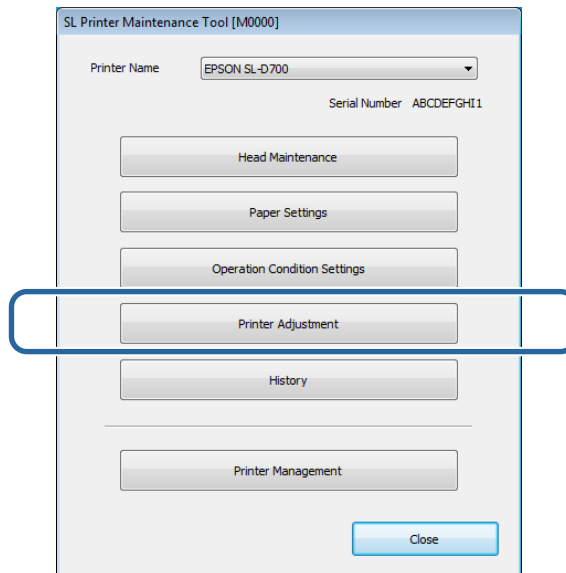 SL Printer Maintenance Tool [M0000]
Printer Name EPSON SL-D700
Serial Number ABCDEFGHI1
Head Maintenance
Paper Settings
Operation Condition Settings
Printer Adjustment
History
Printer Management
Close